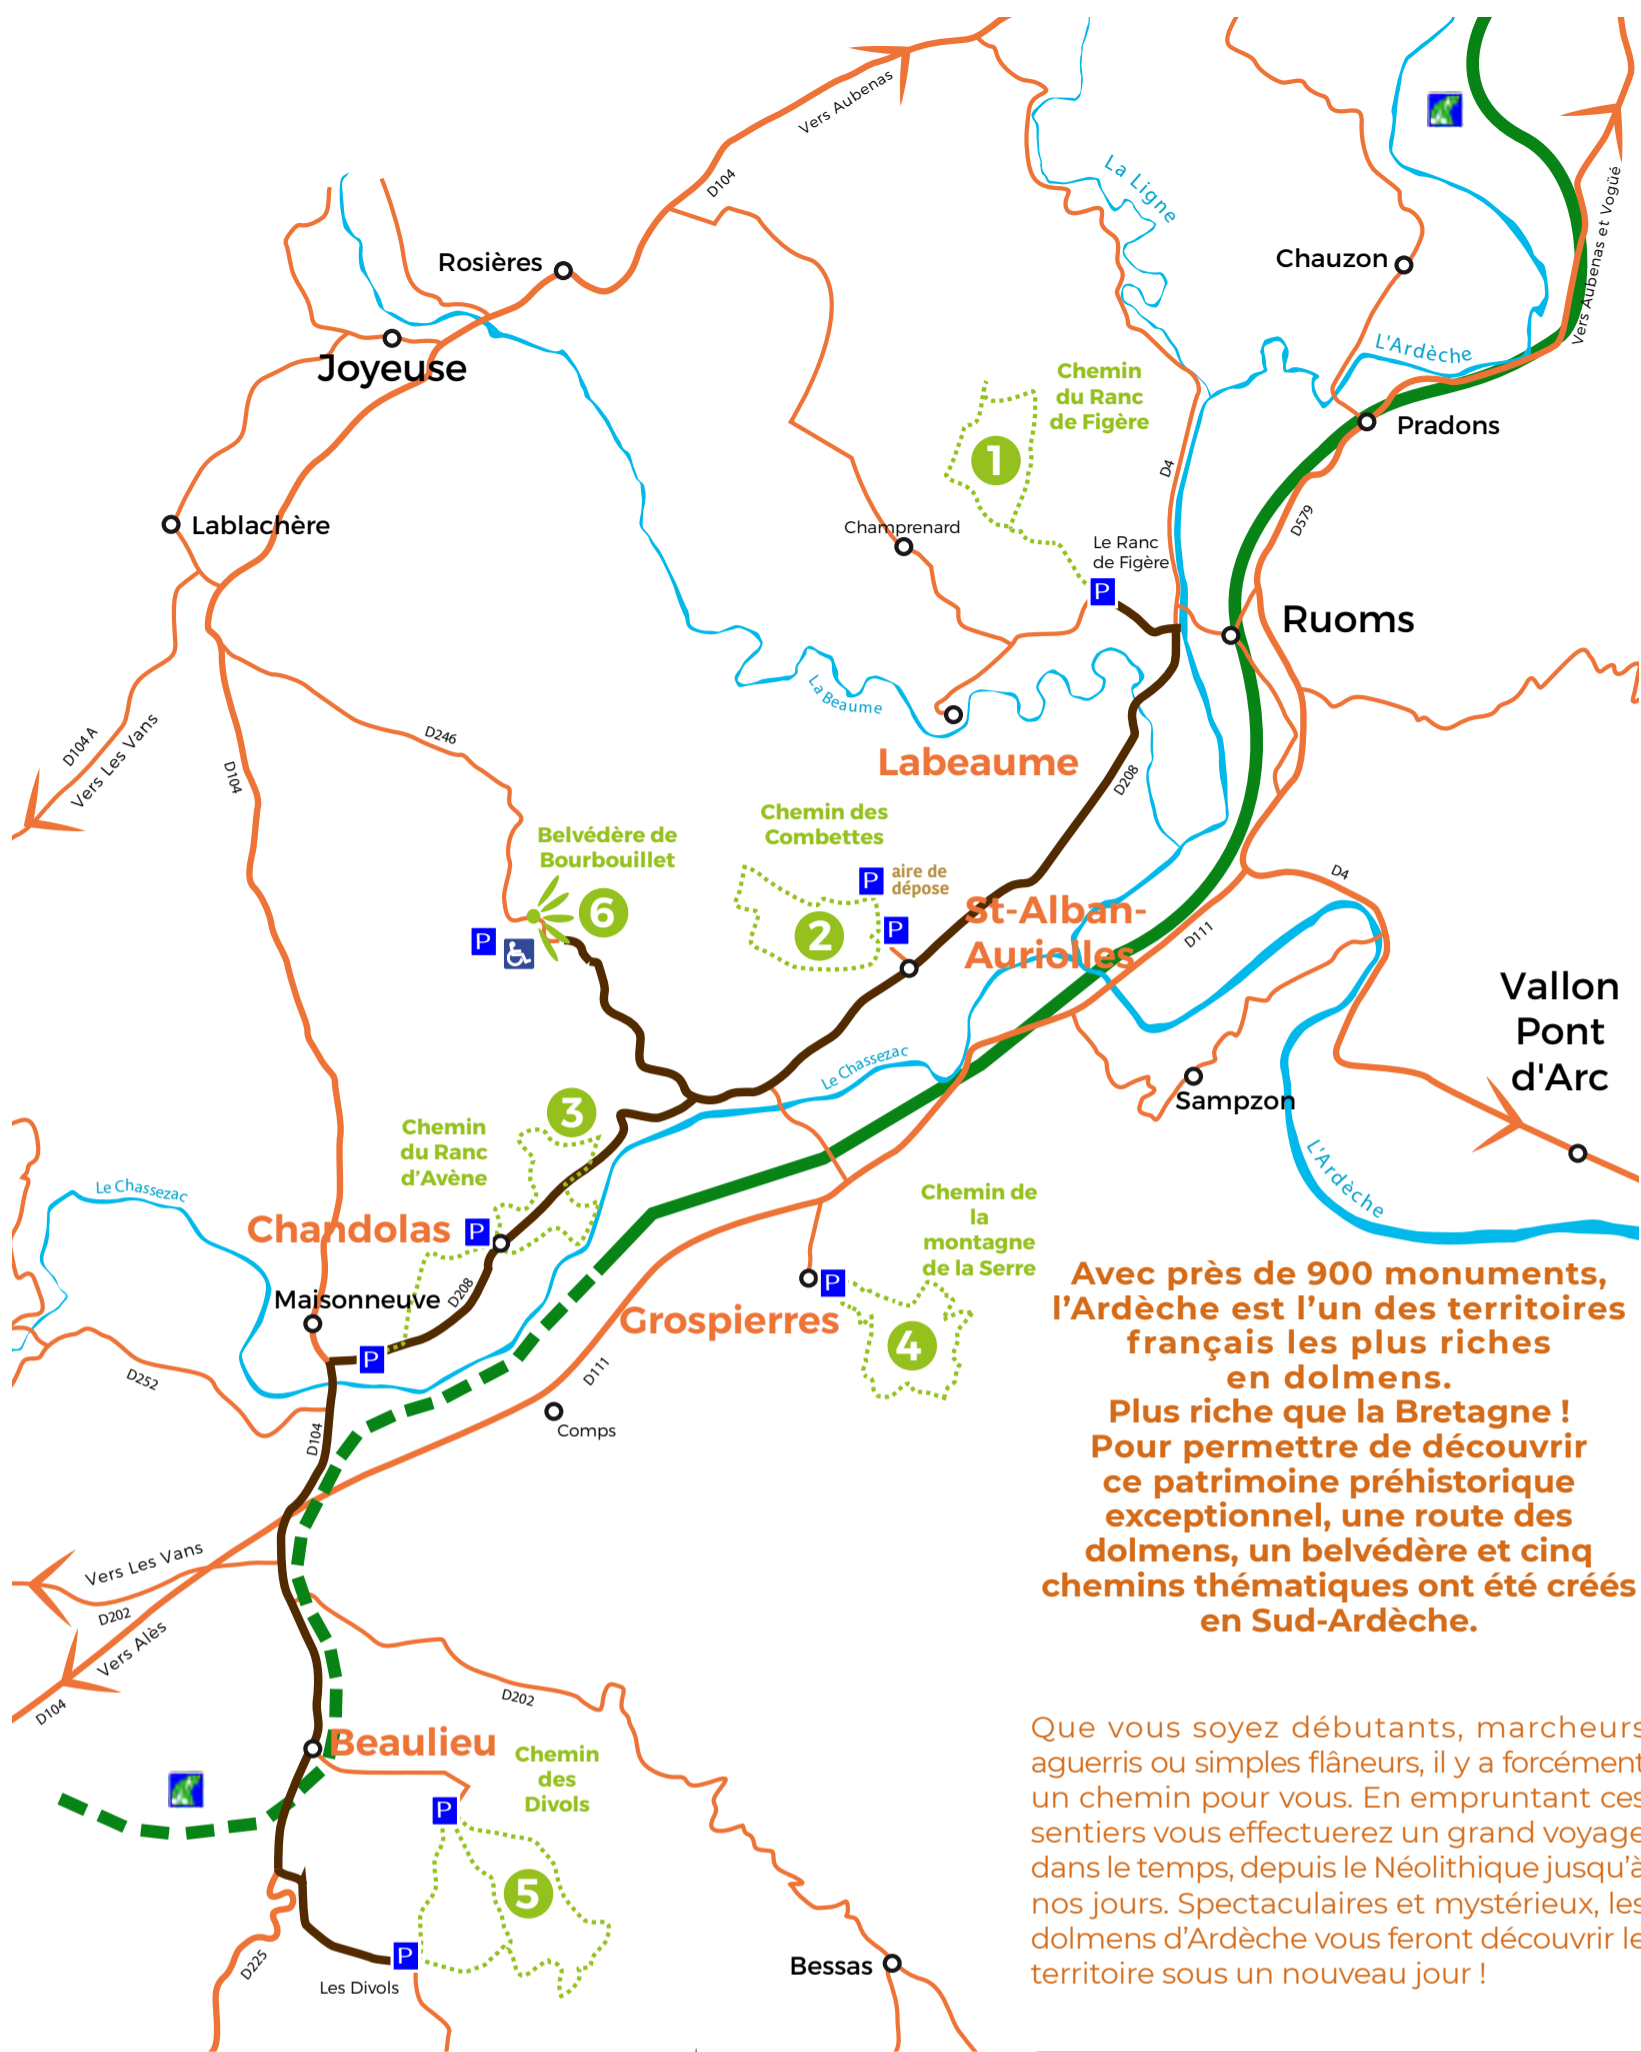 Vers Aubenas
D104
La Ligne
Vers Aubenas et Vogüé
Rosières
Chauzon
L'Ardèche
Joyeuse
Chemin
du Ranc
de Figère
1
Pradons
D4
Lablachère
Champrenard
D579
Le Ranc
de Figère
P
Ruoms
La Beaume
D104A
Vers Les Vans
D246
D104
Labeaume
D208
Chemin des
Combettes
Belvédère de
Bourbouillet
P
aire de
dépose
D4
6
2
P
St-Alban-
Auriolles
P
D111
Vallon
Pont
d'Arc
Le Chassezac
Sampzon
3
Chemin
du Ranc
d'Avène
L'Ardèche
Le Chassezac
Chemin de
la
montagne
de la Serre
Chandolas
P
P
Maisonneuve
D208
Grospierres
4
P
D252
D111
Comps
D104
Avec près de 900 monuments,
l’Ardèche est l’un des territoires
français les plus riches
en dolmens.
Plus riche que la Bretagne !
Pour permettre de découvrir
ce patrimoine préhistorique
exceptionnel, une route des
dolmens, un belvédère et cinq
chemins thématiques ont été créés
en Sud-Ardèche.
Vers Les Vans
D202
Vers Alès
D104
D202
Beaulieu
Chemin
des
Divols
P
5
P
D225
Les Divols
Bessas
Que vous soyez débutants, marcheurs
aguerris ou simples flâneurs, il y a forcément
un chemin pour vous. En empruntant ces
sentiers vous effectuerez un grand voyage
dans le temps, depuis le Néolithique jusqu’à
nos jours. Spectaculaires et mystérieux, les
dolmens d’Ardèche vous feront découvrir le
territoire sous un nouveau jour !